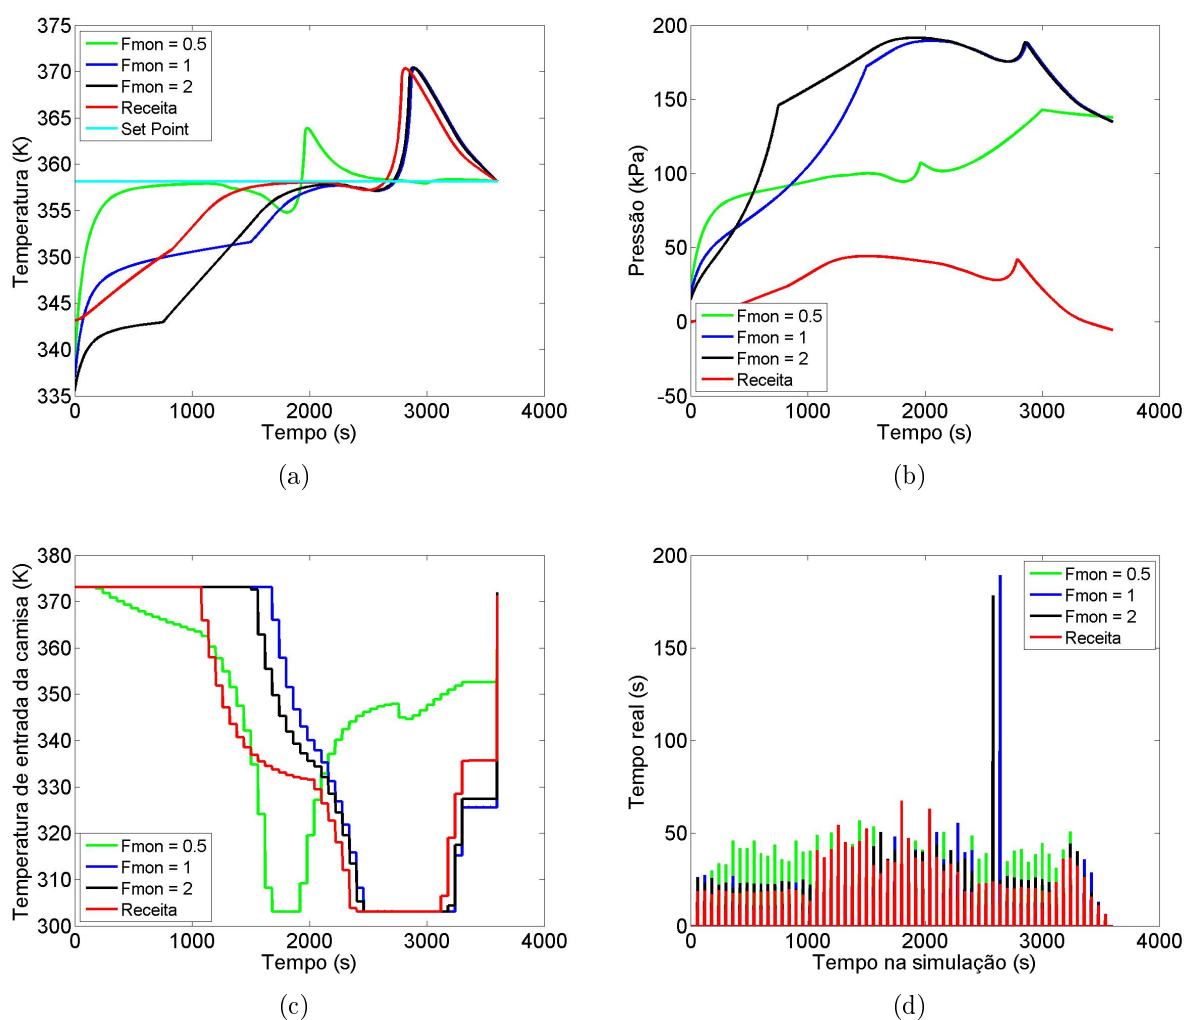 375
370
365
360
355
350
345
340
335
Temperatura (K)
Fmon = 0.5
Fmon = 1
Fmon = 2
Receita
Set Point
0 1000 2000 3000 4000
Tempo (s)
(a)
200
150
100
50
0
-50
Pressão (kPa)
Fmon = 0.5
Fmon = 1
Fmon = 2
Receita
0 1000 2000 3000 4000
Tempo (s)
(b)
380
370
360
350
340
330
320
310
300
Temperatura de entrada da camisa (K)
Fmon = 0.5
Fmon = 1
Fmon = 2
Receita
0 1000 2000 3000 4000
Tempo (s)
(c)
200
150
100
50
0
Tempo real (s)
Fmon = 0.5
Fmon = 1
Fmon = 2
Receita
0 1000 2000 3000 4000
Tempo na simulação (s)
(d)